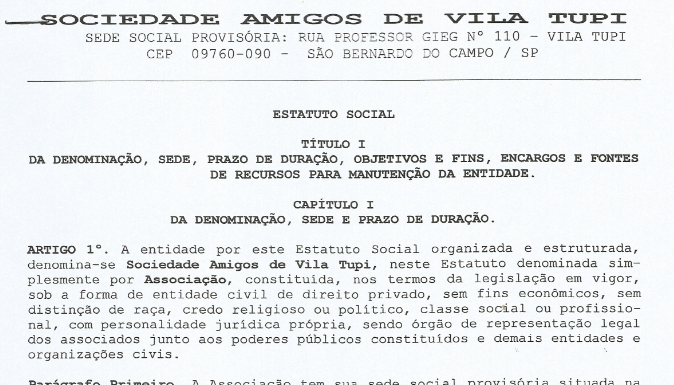 SOCIEDADE AMIGOS DE VILA TUPI
SEDE SOCIAL PROVISÓRIA: RUA PROFESSOR GIEG Nº 110 - VILA TUPI
CEP 09760-090 - SÃO BERNARDO DO CAMPO / SP
ESTATUTO SOCIAL
TÍTULO I
DA DENOMINAÇÃO, SEDE, PRAZO DE DURAÇÃO, OBJETIVOS E FINS, ENCARGOS E FONTES
DE RECURSOS PARA MANUTENÇÃO DA ENTIDADE.
CAPÍTULO I
DA DENOMINAÇÃO, SEDE E PRAZO DE DURAÇÃO.
ARTIGO 1º. A entidade por este Estatuto Social organizada e estruturada,
denomina-se Sociedade Amigos de Vila Tupi, neste Estatuto denominada sim-
plesmente por Associação, constituída, nos termos da legislação em vigor,
sob a forma de entidade civil de direito privado, sem fins econômicos, sem
distinção de raça, credo religioso ou político, classe social ou profissio-
nal, com personalidade jurídica própria, sendo órgão de representação legal
dos associados junto aos poderes públicos constituídos e demais entidades e
organizações civis.
Parágrafo Primeiro. A Associação tem sua sede social provisória situada na